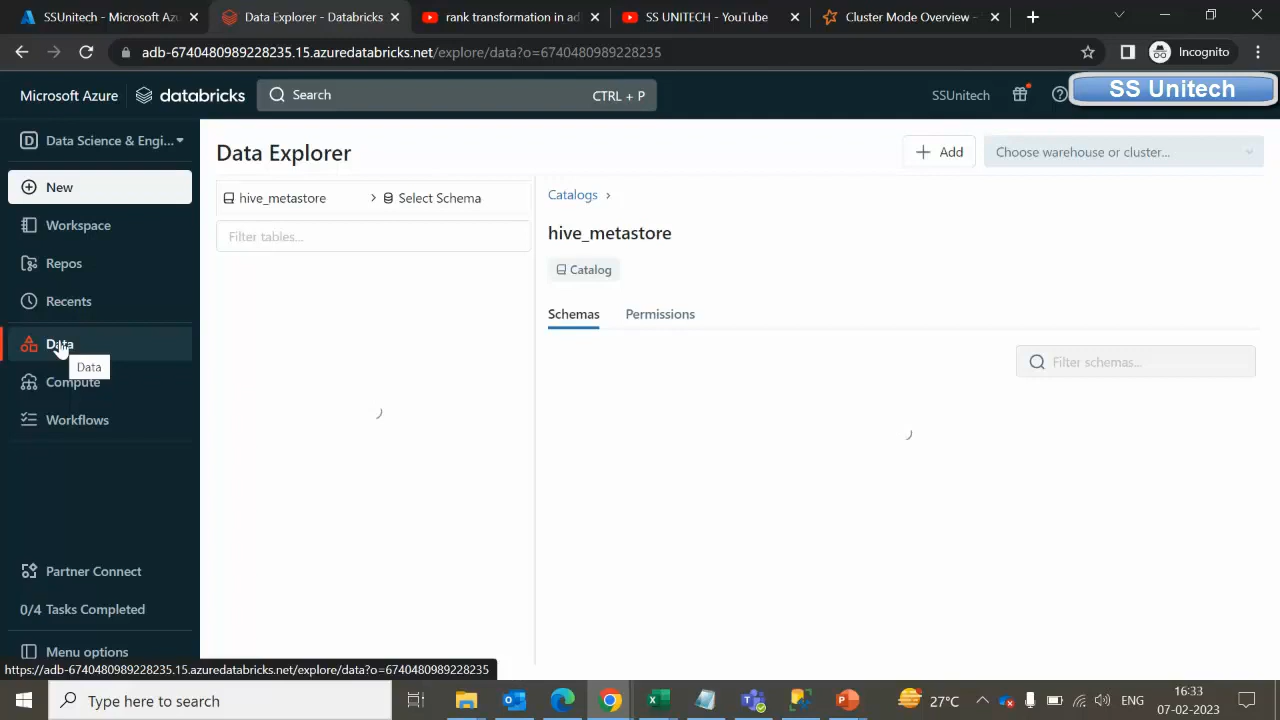 SSUnitech - Microsoft Az
Data Explorer - Databricks
rank transformation in ad
SS UNITECH - YouTube
Cluster Mode Overview -
adb-6740480989228235.15.azuredatabricks.net/explore/data?o=6740480989228235
Incognito
Microsoft Azure
databricks
Search
CTRL + P
SSUnitech
SS Unitech
Data Science & Engi...
New
Workspace
Repos
Recents
Data
Data
Compute
Workflows
Partner Connect
0/4 Tasks Completed
Menu options
Data Explorer
Add
Choose warehouse or cluster...
hive_metastore
Select Schema
Filter tables...
Catalogs
hive_metastore
Catalog
Schemas
Permissions
Filter schemas...
https://adb-6740480989228235.15.azuredatabricks.net/explore/data?o=6740480989228235
Type here to search
27°C
ENG
16:33
07-02-2023